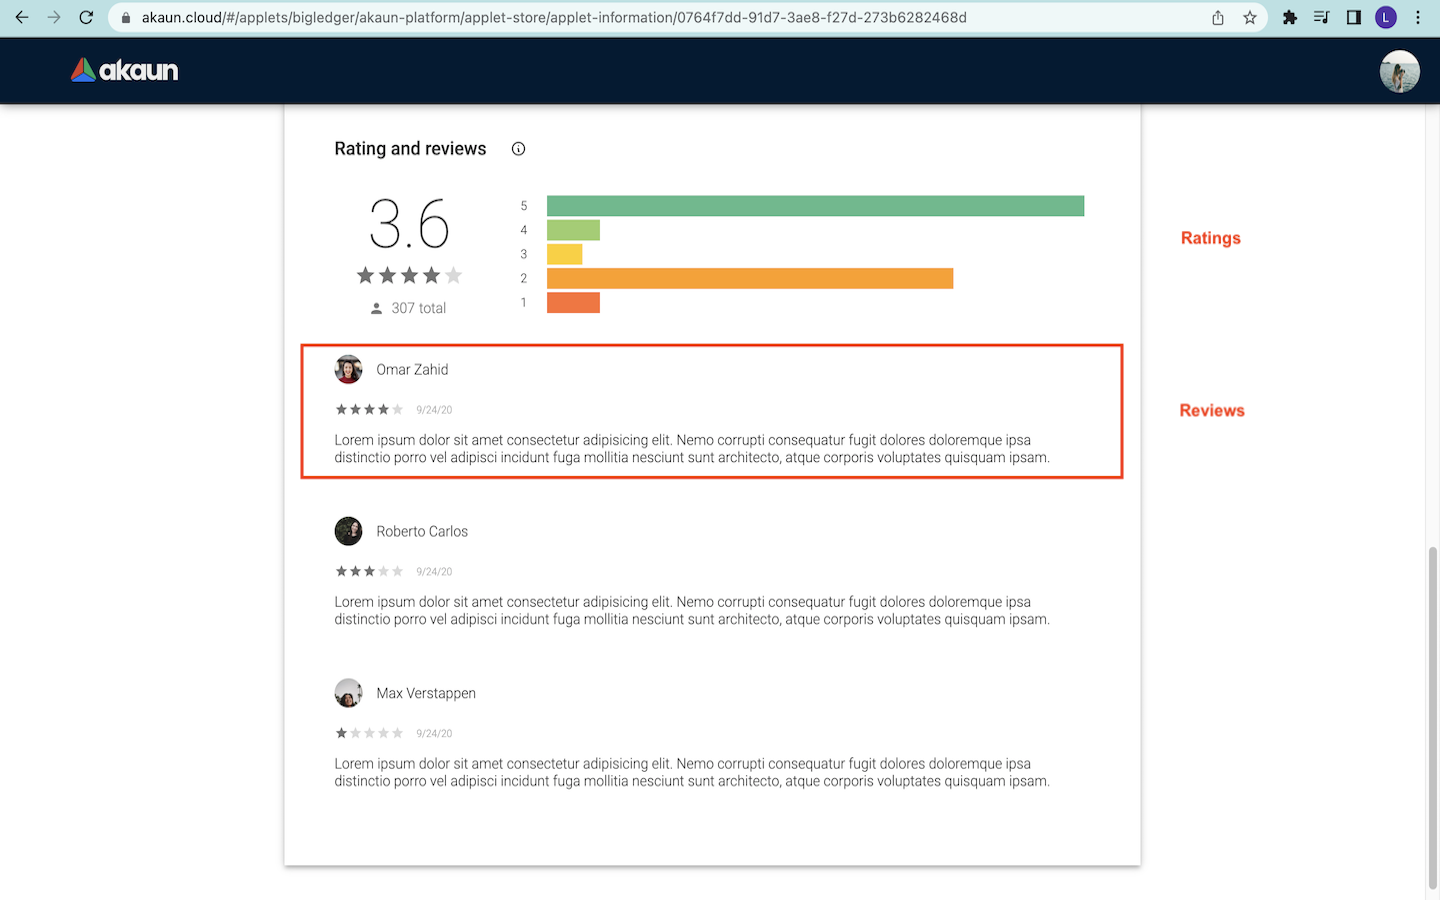 akaun.cloud/#/applets/bigledger/akaun-platform/applet-store/applet-information/0764f7dd-91d7-3ae8-f27d-273b6282468d
L
akaun
Rating and reviews
3.6
307 total
5
4
3
2
1
Ratings
Omar Zahid
9/24/20
Lorem ipsum dolor sit amet consectetur adipisicing elit. Nemo corrupti consequatur fugit dolores doloremque ipsa
distinctio porro vel adipisci incidunt fuga mollitia nesciunt sunt architecto, atque corporis voluptates quisquam ipsam.
Reviews
Roberto Carlos
9/24/20
Lorem ipsum dolor sit amet consectetur adipisicing elit. Nemo corrupti consequatur fugit dolores doloremque ipsa
distinctio porro vel adipisci incidunt fuga mollitia nesciunt sunt architecto, atque corporis voluptates quisquam ipsam.
Max Verstappen
9/24/20
Lorem ipsum dolor sit amet consectetur adipisicing elit. Nemo corrupti consequatur fugit dolores doloremque ipsa
distinctio porro vel adipisci incidunt fuga mollitia nesciunt sunt architecto, atque corporis voluptates quisquam ipsam.